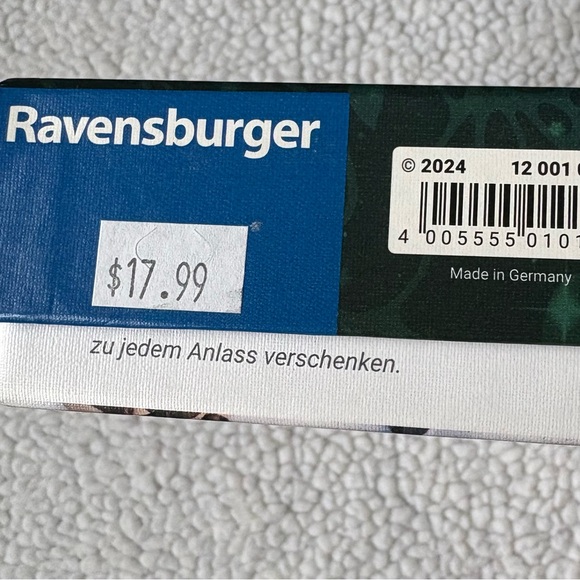 Ravensburger
© 2024 12 001
4 005555 0101
$17.99
Made in Germany
zu jedem Anlass verschenken.